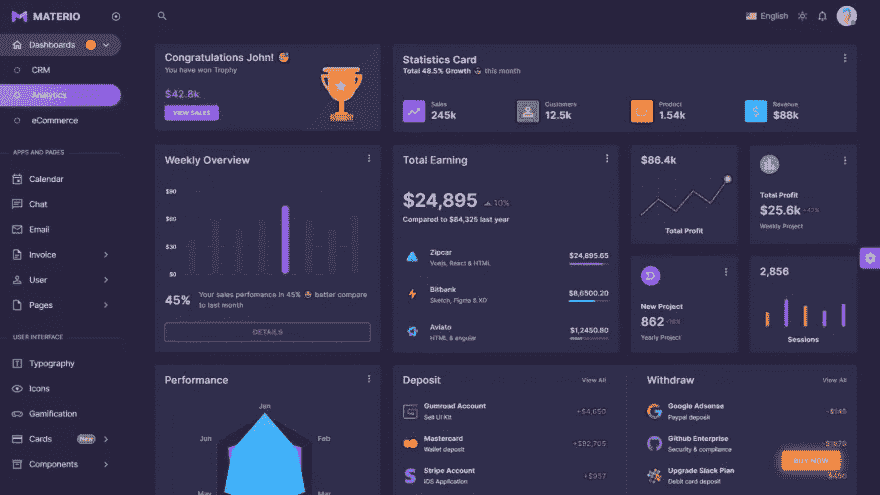 MATERIO
English
Dashboards
CRM
Analytics
eCommerce
APPS AND PAGES
Calendar
Chat
Email
Invoice
User
Pages
USER INTERFACE
Typography
Icons
Gamification
Cards
New
Components
Congratulations John!
You have won Trophy
$42.8k
VIEW SALES
Statistics Card
Total 48.5% Growth this month
Sales
245k
Customers
12.5k
Product
1.54k
Revenue
$88k
Weekly Overview
$90
$60
$30
$0
45%
Your sales perfomance in 45% better compare
to last month
DETAILS
Total Earning
$24,895
10%
Compared to $84,325 last year
Zipcar
Vuejs, React & HTML
$24,895.65
Bitbank
Sketch, Figma & XD
$8,6500.20
Aviato
HTML & angular
$1,2450.80
$86.4k
Total Profit
Total Profit
$25.6k
Weekly Project
New Project
862
Yearly Project
2,856
Sessions
Performance
Jan
Feb
Jun
Deposit
View All
Gumroad Account
Sell UI Kit
+$4,650
Mastercard
Wallet deposit
+$92,705
Stripe Account
iOS Application
+$957
Withdraw
View All
Google Adsense
Paypal deposit
-$145
Github Enterprise
Security & compliance
Upgrade Slack Plan
Debit card deposit
BUY NOW